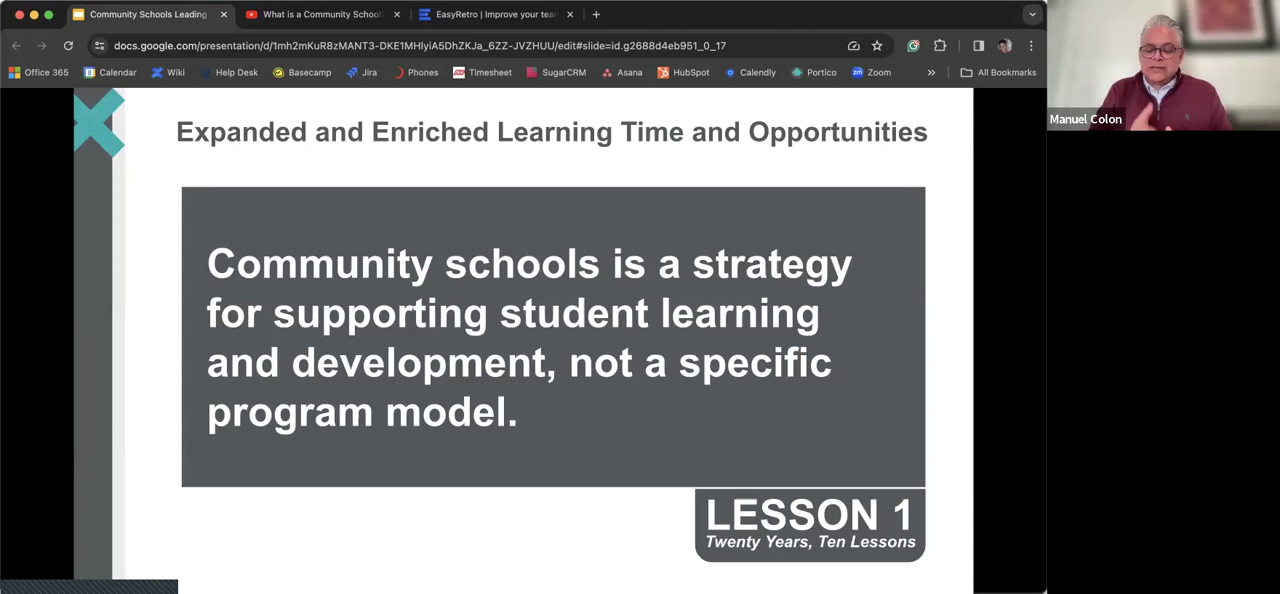 Community Schools Leading
What is a Community School
EasyRetro | Improve your tea
docs.google.com/presentation/d/1mh2mKuR8zMANT3-DKE1MHlyiA5DhZKJa_6ZZ-JVZHUU/edit#slide=id.g2688d4eb951_0_17
Office 365 Calendar Wiki Help Desk Basecamp Jira Phones Timesheet SugarCRM Asana HubSpot Calendly Portico Zoom » All Bookmarks
Manuel Colon
Expanded and Enriched Learning Time and Opportunities
Community schools is a strategy
for supporting student learning
and development, not a specific
program model.
LESSON 1
Twenty Years, Ten Lessons